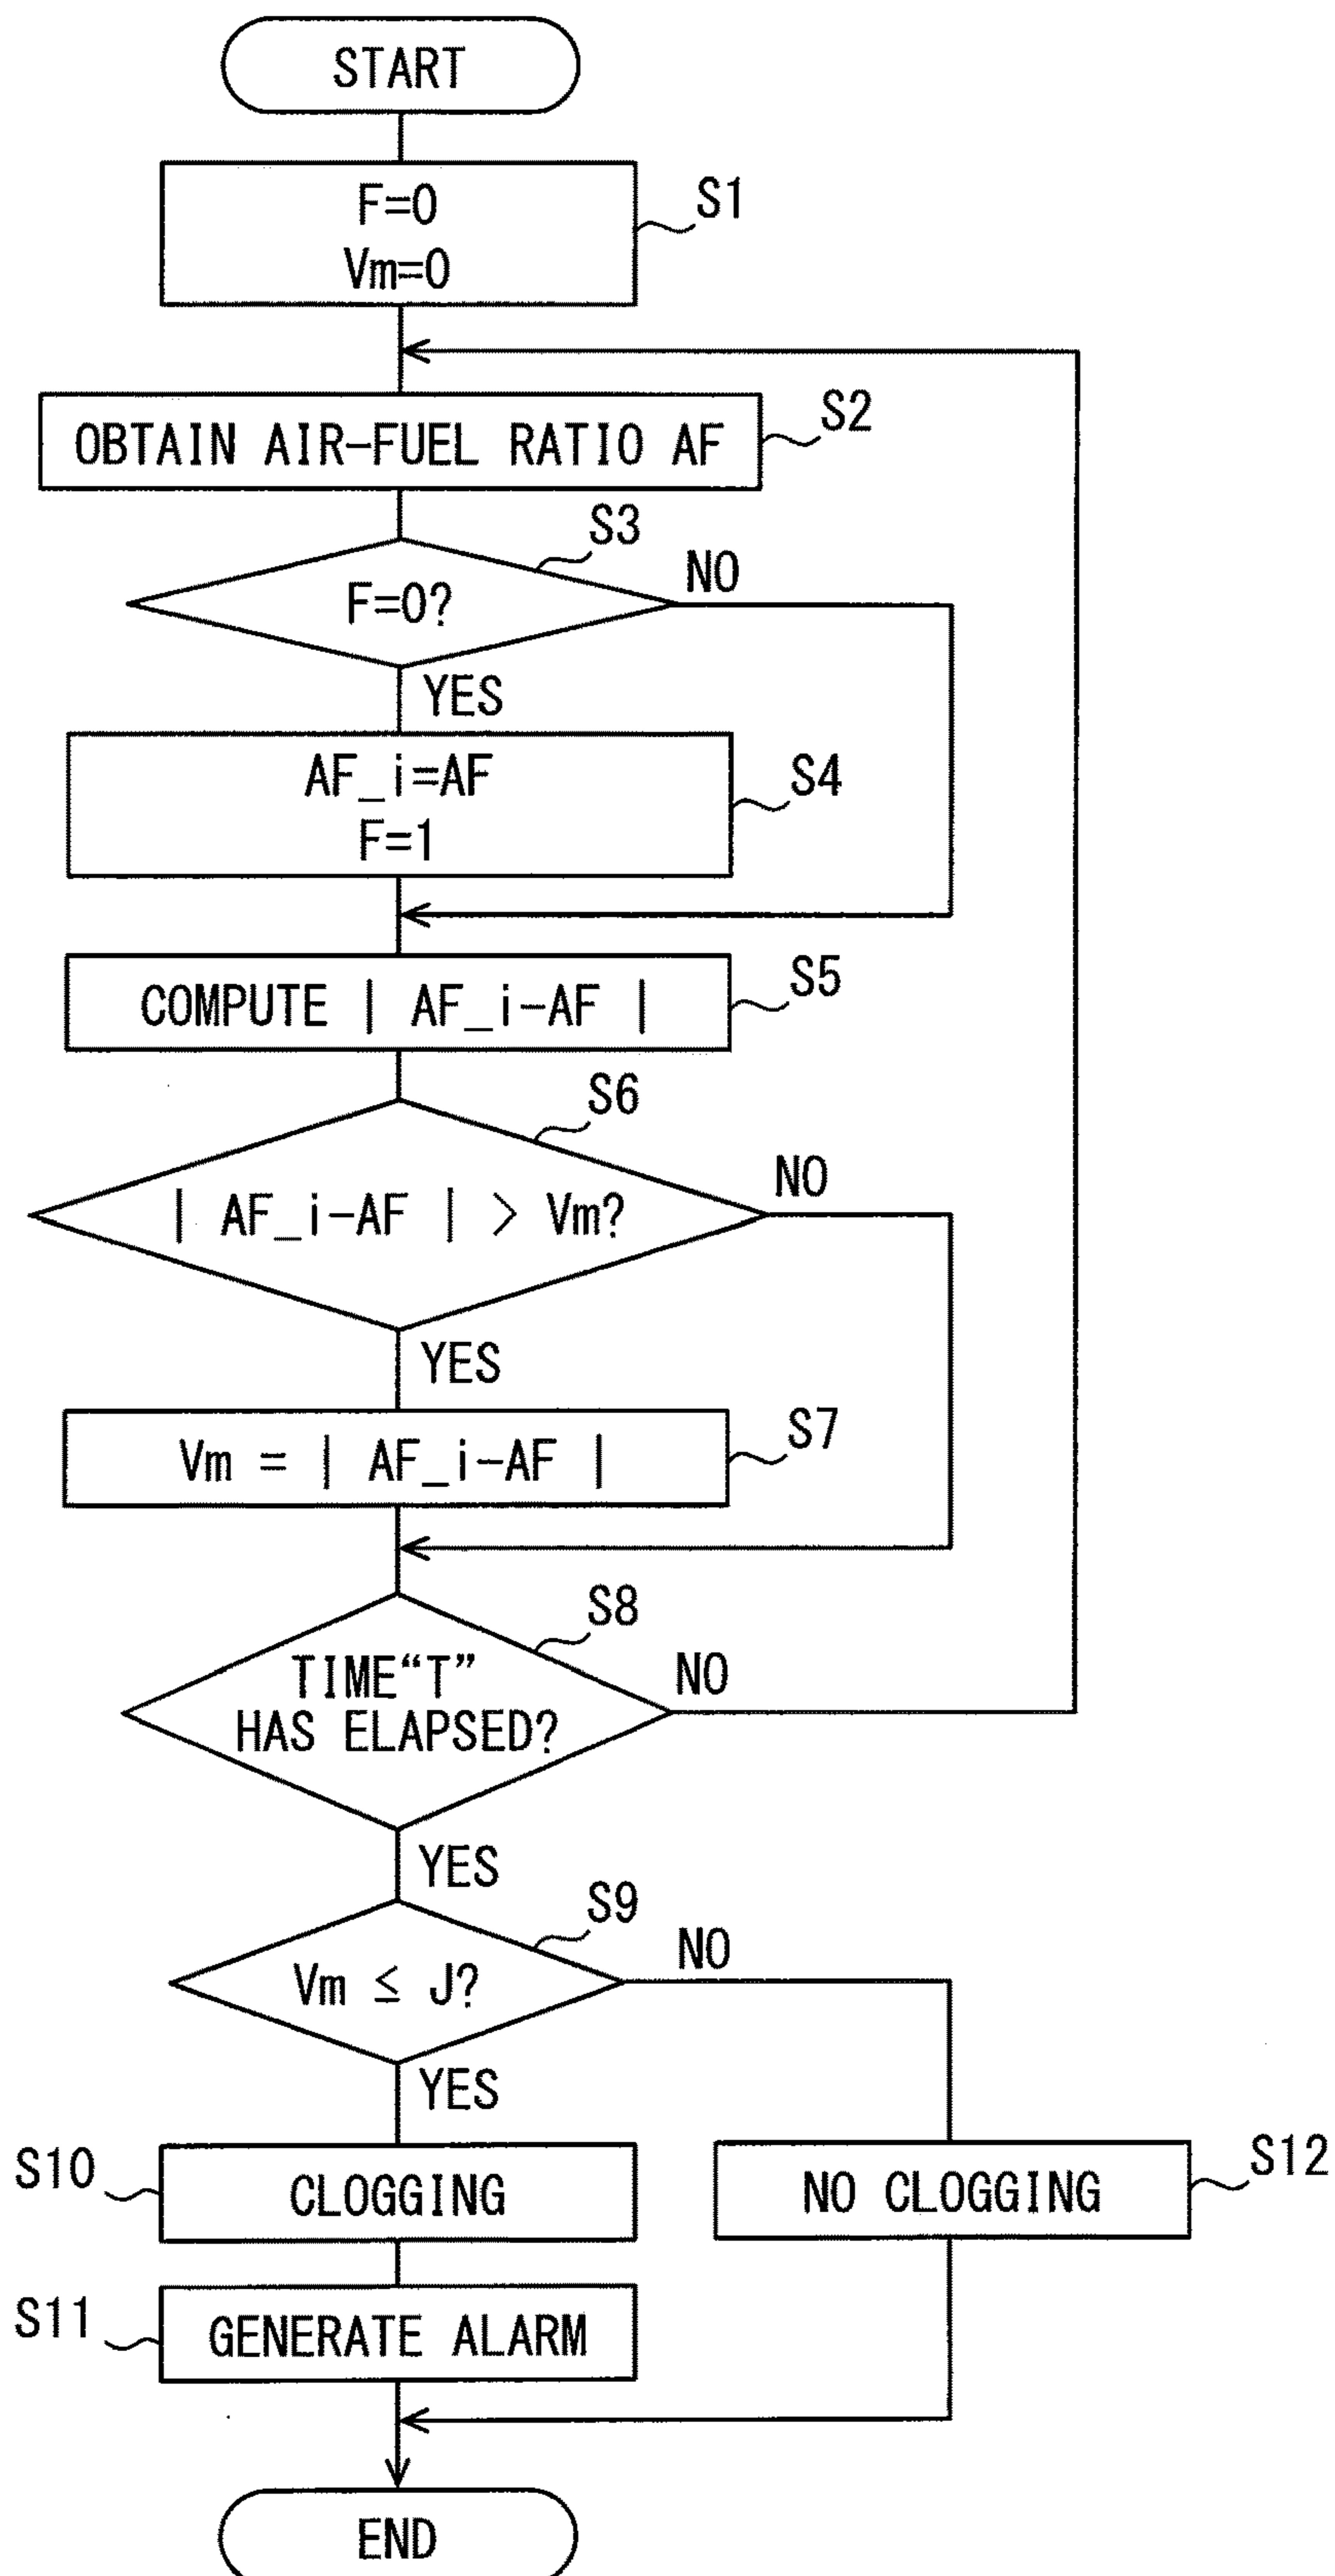 START
F=0
Vm=0
S1
OBTAIN AIR-FUEL RATIO AF
S2
S3
F=0?
NO
YES
AF_i=AF
F=1
S4
COMPUTE | AF_i-AF |
S5
S6
| AF_i-AF | > Vm?
NO
YES
Vm = | AF_i-AF |
S7
S8
TIME“T”
HAS ELAPSED?
NO
YES
S9
Vm ≤ J?
NO
YES
S10
CLOGGING
NO CLOGGING
S12
S11
GENERATE ALARM
END